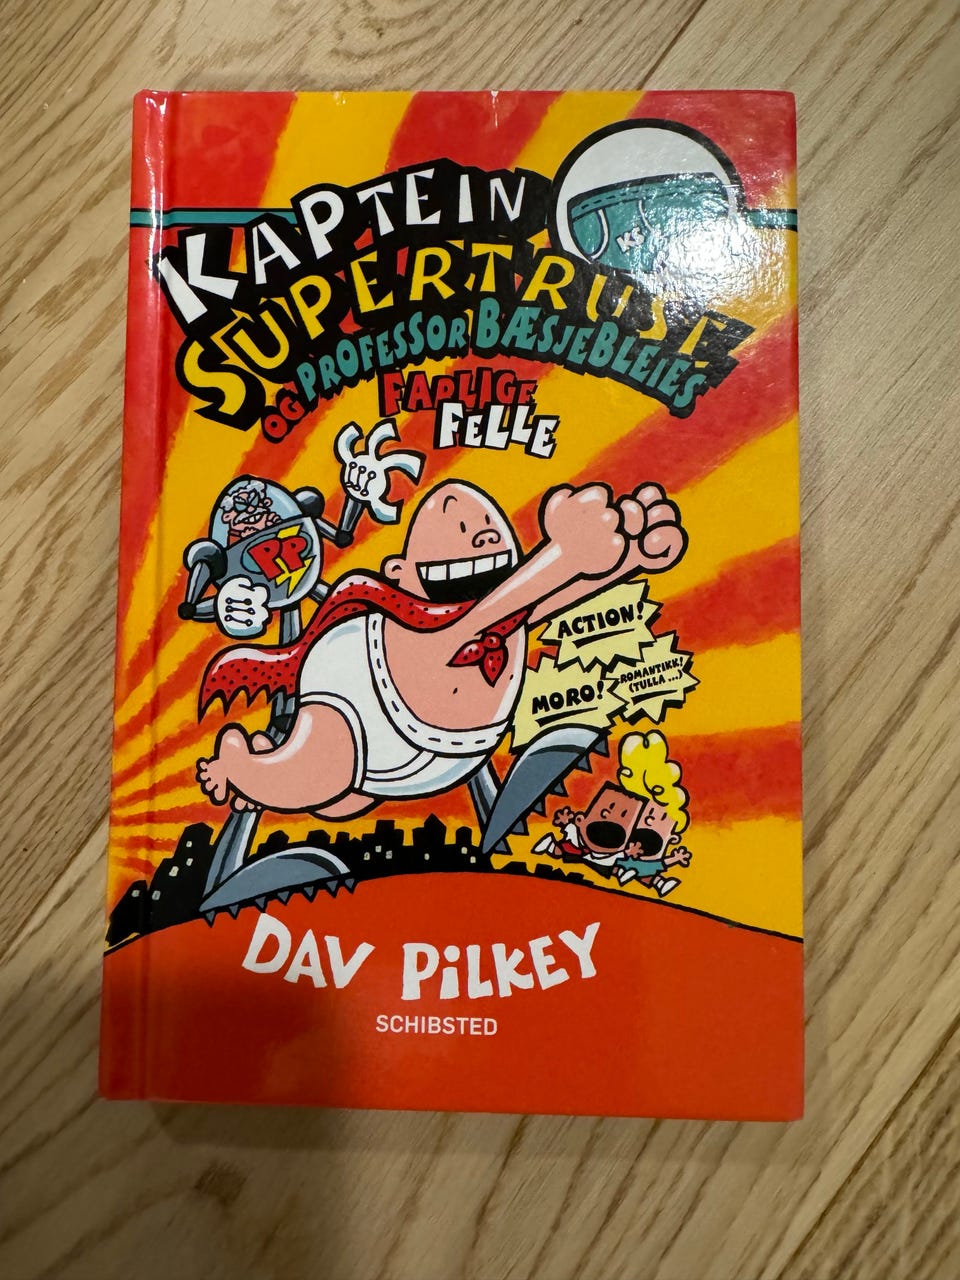 KAPTEIN
SUPERTRUSE
OG PROFESSOR BÆSJEBLEIES
FARLIGE
FELLE
KS
PP
ACTION!
MORO!
ROMANTIKK!
(TULLA...)
DAV PiLKEY
SCHIBSTED